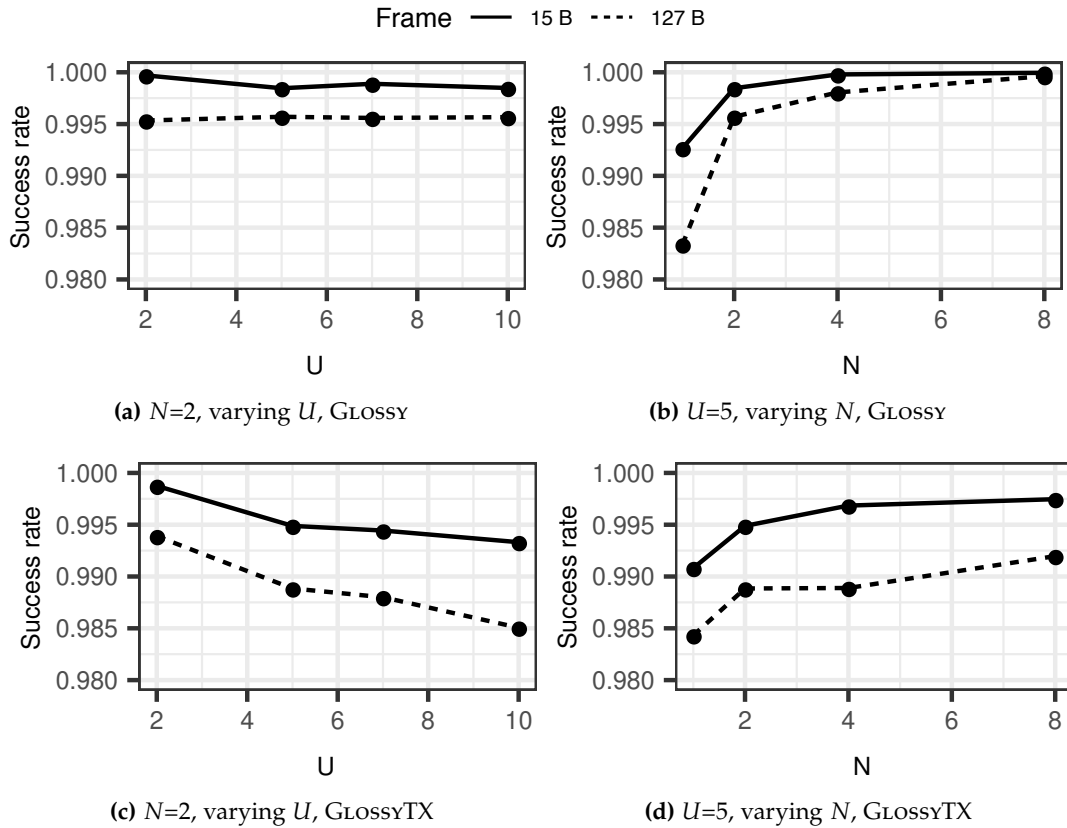 Frame 15 B 127 B
Success rate
1.000
0.995
0.990
0.985
0.980
2 4 6 8 10
U
(a) N=2, varying U, GLOSSY
Success rate
1.000
0.995
0.990
0.985
0.980
2 4 6 8
N
(b) U=5, varying N, GLOSSY
Success rate
1.000
0.995
0.990
0.985
0.980
2 4 6 8 10
U
(c) N=2, varying U, GLOSSYTX
Success rate
1.000
0.995
0.990
0.985
0.980
2 4 6 8
N
(d) U=5, varying N, GLOSSYTX